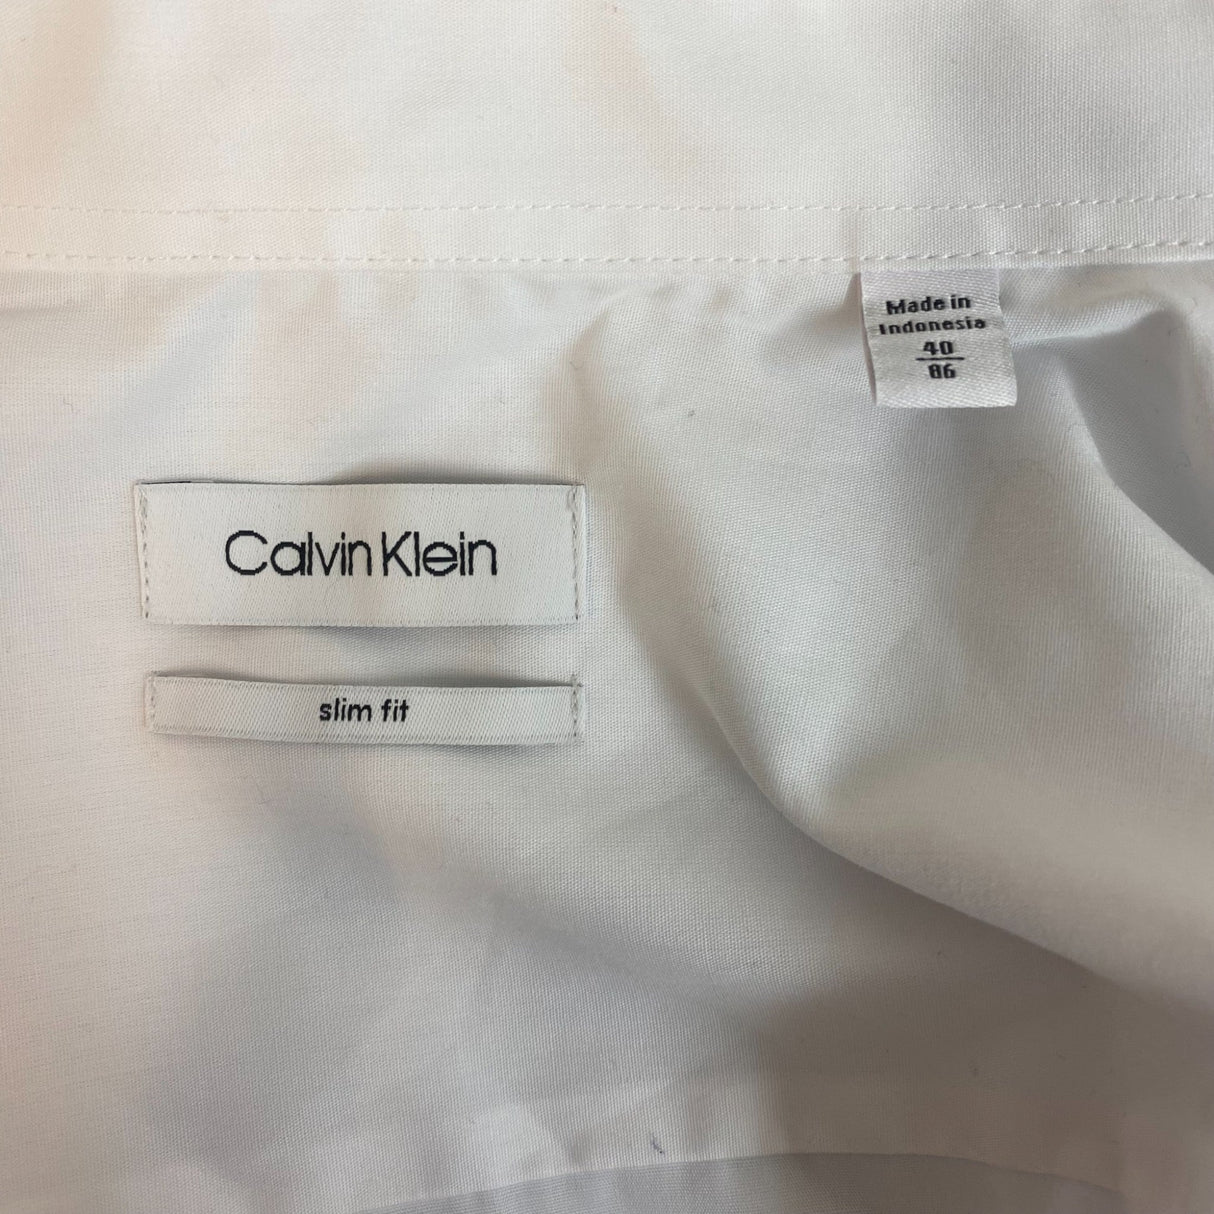 Made in
Indonesia
40
86
Calvin Klein
slim fit